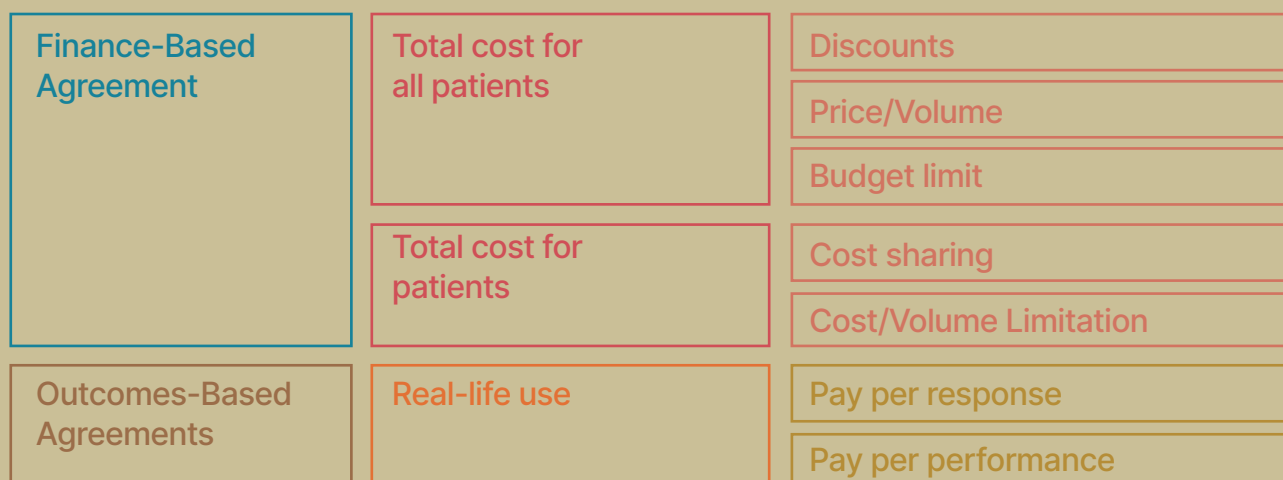 Finance-Based
Agreement
Total cost for
all patients
Discounts
Price/Volume
Budget limit
Total cost for
patients
Cost sharing
Cost/Volume Limitation
Outcomes-Based
Agreements
Real-life use
Pay per response
Pay per performance